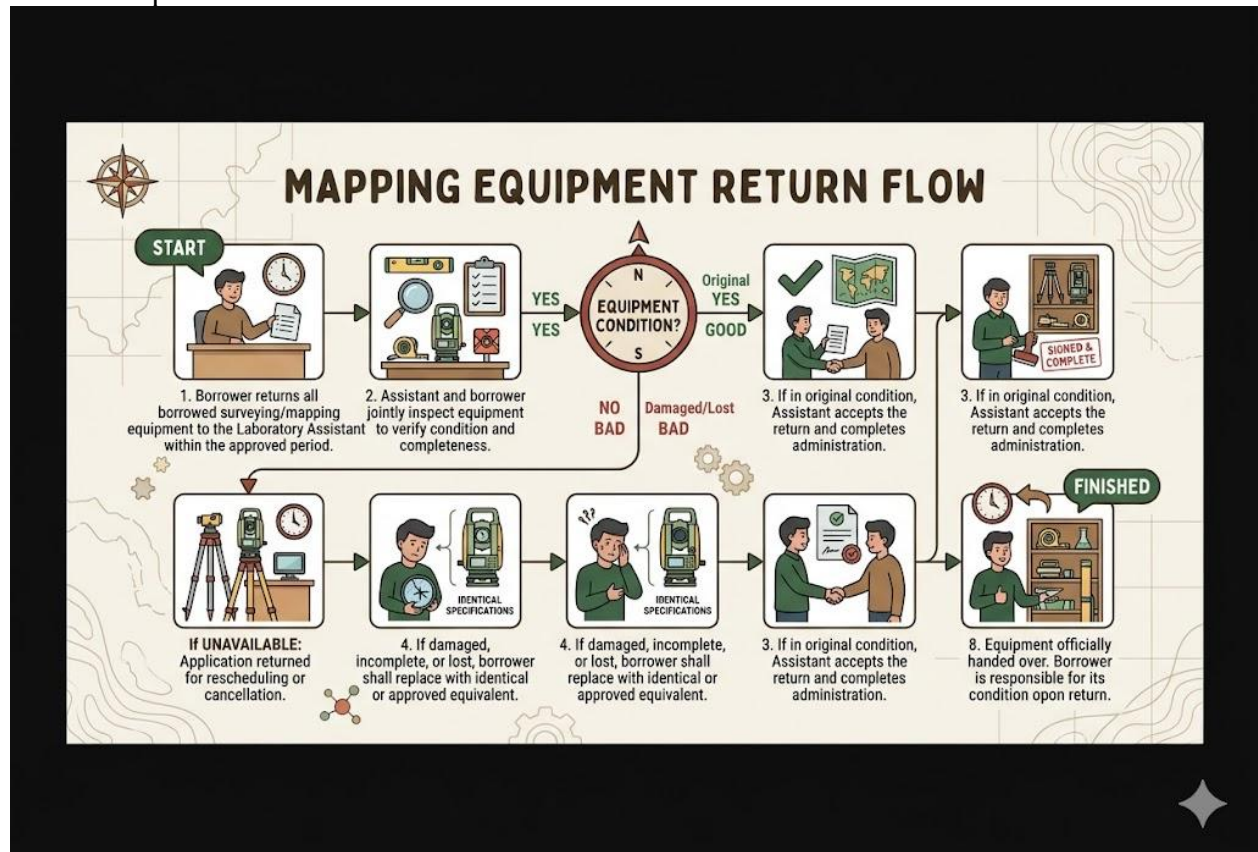 MAPPING EQUIPMENT RETURN FLOW
START
1. Borrower returns all
borrowed surveying/mapping
equipment to the Laboratory Assistant
within the approved period.
2. Assistant and borrower
jointly inspect equipment
to verify condition and
completeness.
YES
YES
N
EQUIPMENT
CONDITION?
S
Original
YES
GOOD
NO
BAD
Damaged/Lost
BAD
3. If in original condition,
Assistant accepts the
return and completes
administration.
SIGNED &
COMPLETE
3. If in original condition,
Assistant accepts the
return and completes
administration.
If UNAVAILABLE:
Application returned
for rescheduling or
cancellation.
IDENTICAL
SPECIFICATIONS
4. If damaged,
incomplete, or lost, borrower
shall replace with identical
or approved equivalent.
???
IDENTICAL
SPECIFICATIONS
4. If damaged, incomplete,
or lost, borrower shall
replace with identical or
approved equivalent.
3. If in original condition,
Assistant accepts the
return and completes
administration.
FINISHED
8. Equipment officially
handed over. Borrower
is responsible for its
condition opon return.